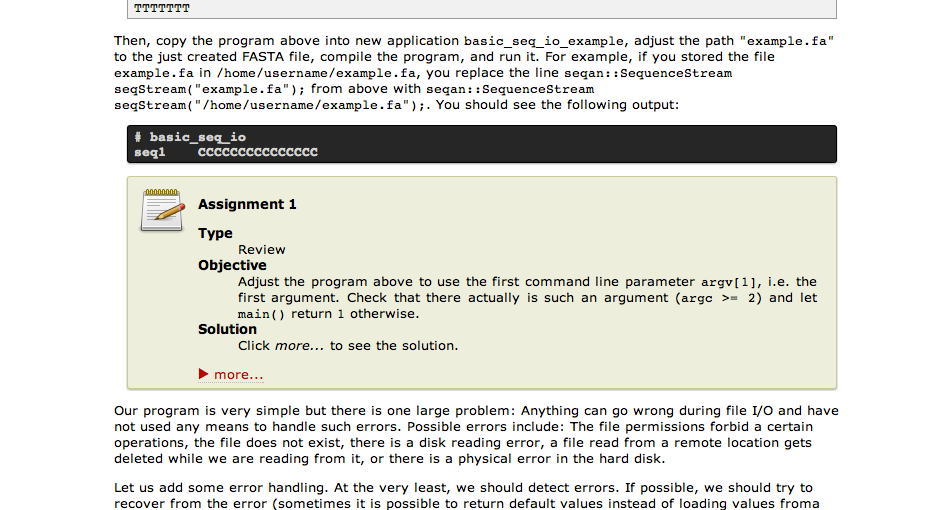 TTTTTTT
Then, copy the program above into new application basic_seq_io_example, adjust the path "example.fa"
to the just created FASTA file, compile the program, and run it. For example, if you stored the file
example.fa in /home/username/example.fa, you replace the line seqan::SequenceStream
seqStream("example.fa"); from above with seqan::SequenceStream
seqStream("/home/username/example.fa");. You should see the following output:
# basic_seq_io
seq1    CCCCCCCCCCCCCCC
Assignment 1
Type
Review
Objective
Adjust the program above to use the first command line parameter argv[1], i.e. the
first argument. Check that there actually is such an argument (argc >= 2) and let
main() return 1 otherwise.
Solution
Click more... to see the solution.
more...
Our program is very simple but there is one large problem: Anything can go wrong during file I/O and have
not used any means to handle such errors. Possible errors include: The file permissions forbid a certain
operations, the file does not exist, there is a disk reading error, a file read from a remote location gets
deleted while we are reading from it, or there is a physical error in the hard disk.
Let us add some error handling. At the very least, we should detect errors. If possible, we should try to
recover from the error (sometimes it is possible to return default values instead of loading values froma